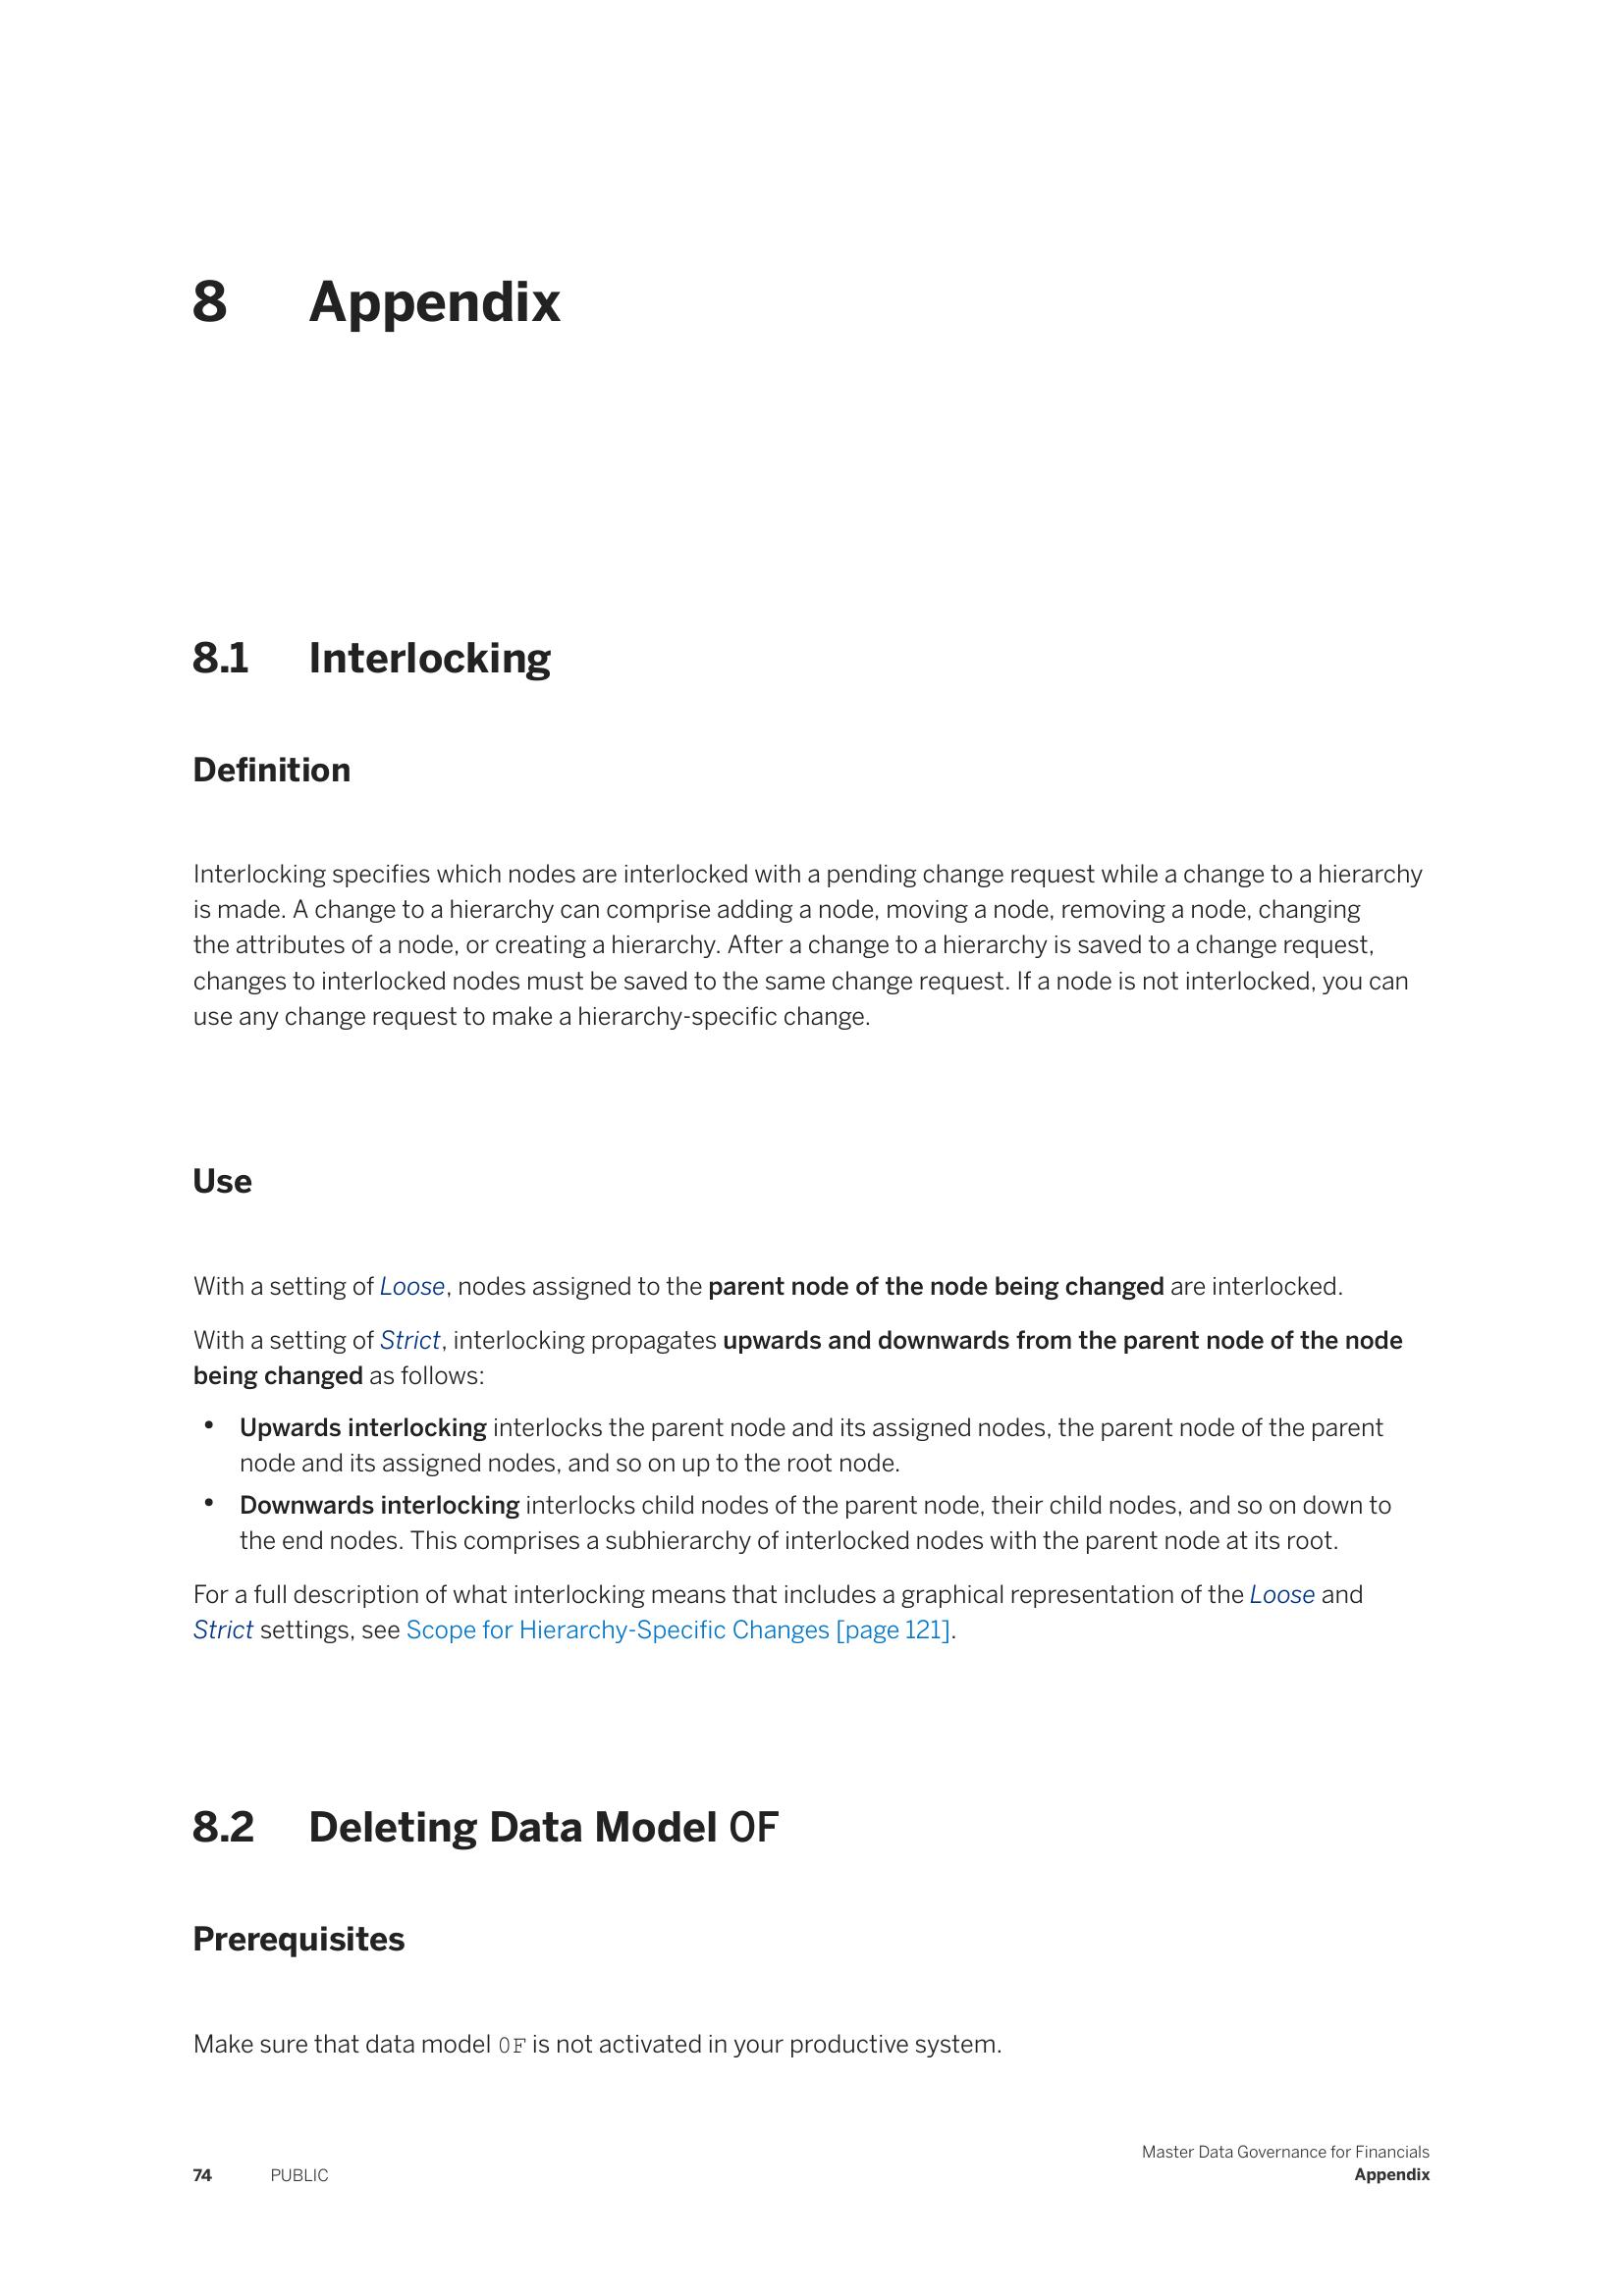 8 Appendix
8.1 Interlocking
Definition
Interlocking specifies which nodes are interlocked with a pending change request while a change to a hierarchy
is made. A change to a hierarchy can comprise adding a node, moving a node, removing a node, changing
the attributes of a node, or creating a hierarchy. After a change to a hierarchy is saved to a change request,
changes to interlocked nodes must be saved to the same change request. If a node is not interlocked, you can
use any change request to make a hierarchy-specific change.
Use
With a setting of Loose, nodes assigned to the parent node of the node being changed are interlocked.
With a setting of Strict, interlocking propagates upwards and downwards from the parent node of the node
being changed as follows:
• Upwards interlocking interlocks the parent node and its assigned nodes, the parent node of the parent
node and its assigned nodes, and so on up to the root node.
• Downwards interlocking interlocks child nodes of the parent node, their child nodes, and so on down to
the end nodes. This comprises a subhierarchy of interlocked nodes with the parent node at its root.
For a full description of what interlocking means that includes a graphical representation of the Loose and
Strict settings, see Scope for Hierarchy-Specific Changes [page 121].
8.2 Deleting Data Model 0F
Prerequisites
Make sure that data model 0F is not activated in your productive system.
Master Data Governance for Financials
74 PUBLIC Appendix